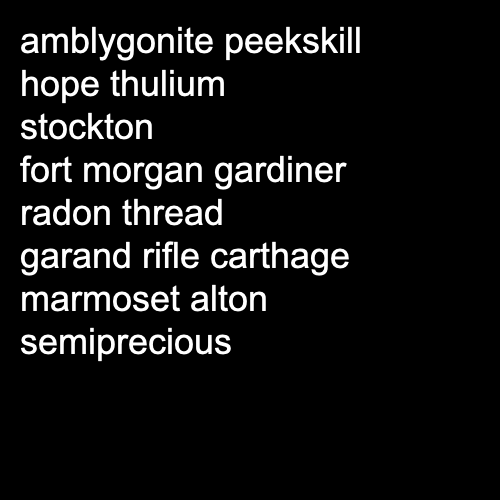 amblygonite peekskill
hope thulium
stockton
fort morgan gardiner
radon thread
garand rifle carthage
marmoset alton
semiprecious